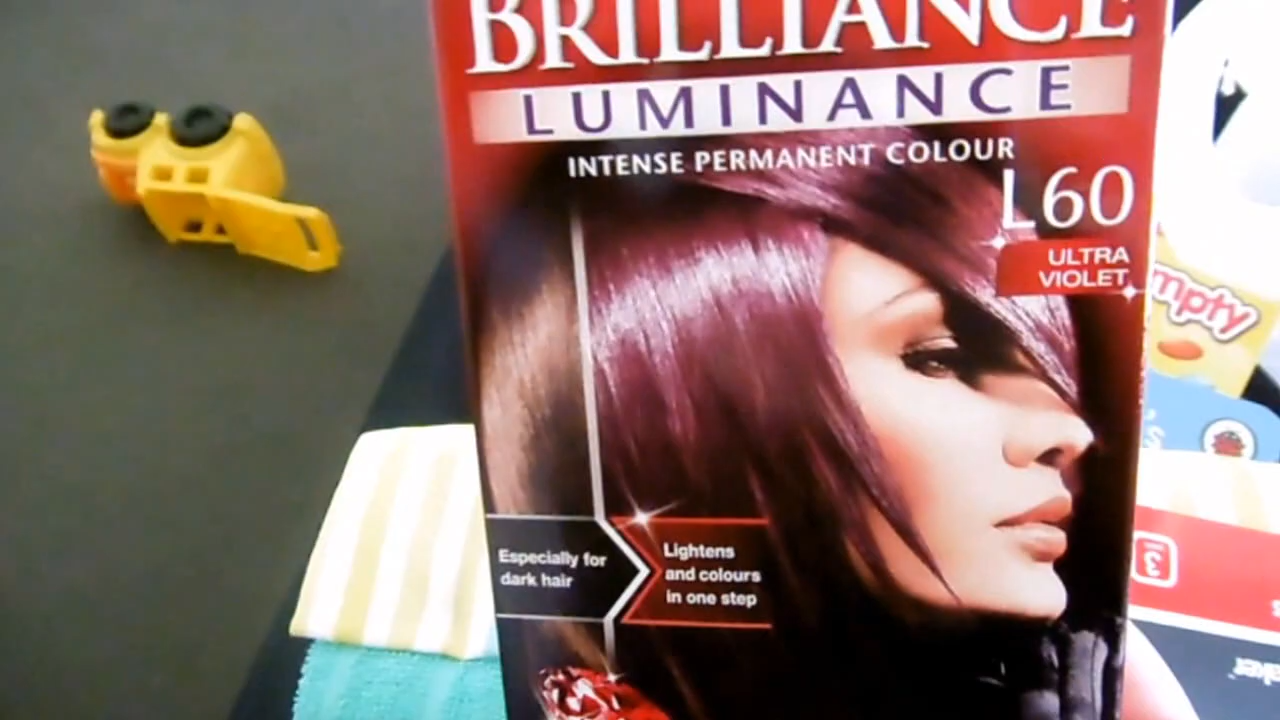 BRILLIANCE
LUMINANCE
INTENSE PERMANENT COLOUR
L60
ULTRA
VIOLET
Especially for
dark hair
Lightens
and colours
in one step
mpty
3